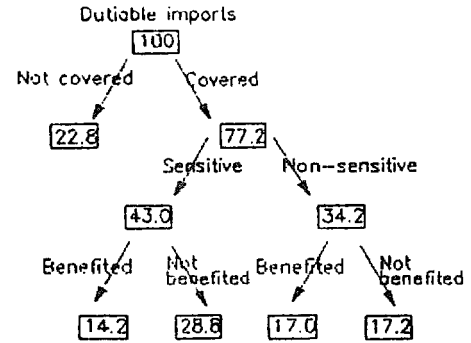 Dutiable imports
100
Not covered
Covered
22.8
77.2
Sensitive
Non-sensitive
43.0
34.2
Benefited
Not
benefited
Benefited
Not
benefited
14.2
28.8
17.0
17.2